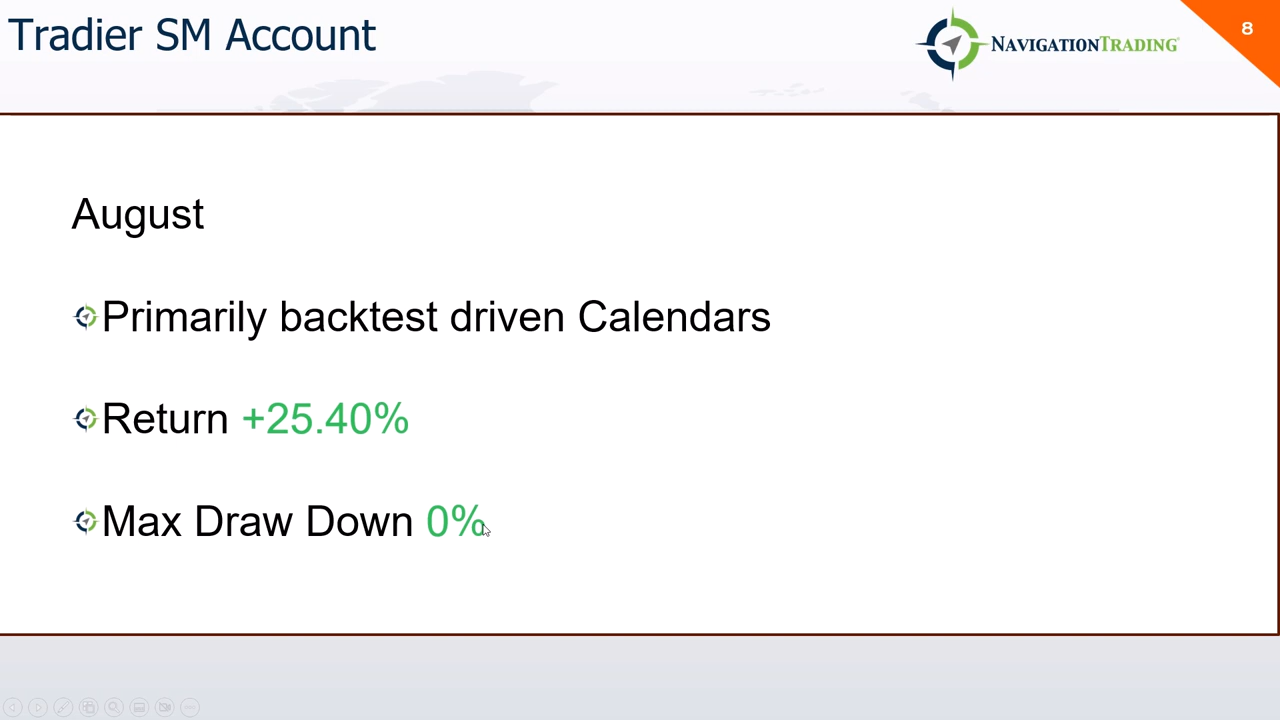 Tradier SM Account
NAVIGATIONTRADING
8
August
Primarily backtest driven Calendars
Return +25.40%
Max Draw Down 0%